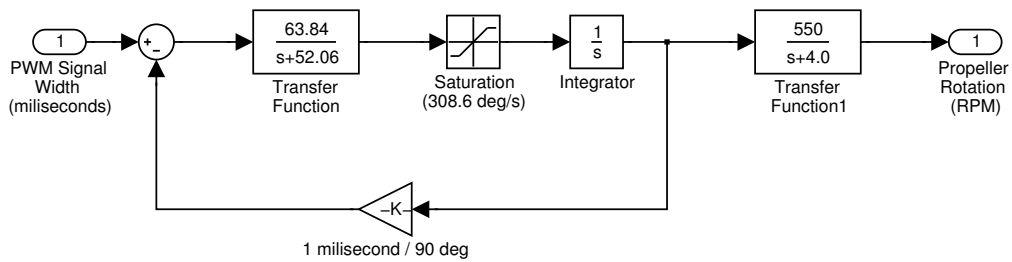 1
PWM Signal
Width
(miliseconds)
+
−
63.84
s+52.06
Transfer
Function
Saturation
(308.6 deg/s)
1
s
Integrator
550
s+4.0
Transfer
Function1
1
Propeller
Rotation
(RPM)
−K−
1 milisecond / 90 deg